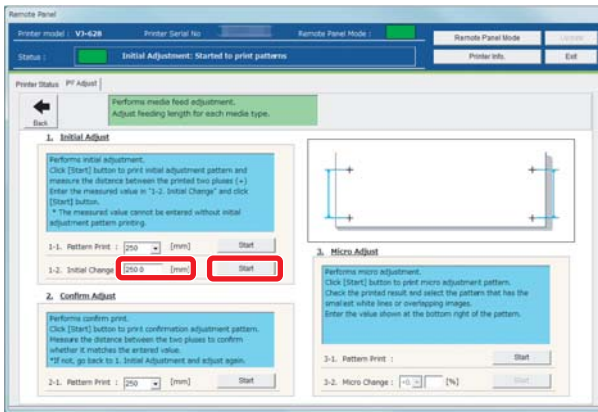 Remote Panel
Printer model : VJ-628 Printer Serial No Remote Panel Mode : Remote Panel Mode Update
Status : Initial Adjustment: Started to print patterns Printer Info. Exit
Printer Status PF Adjust
Back
Performs media feed adjustment.
Adjust feeding length for each media type.
1. Initial Adjust
Performs initial adjustment.
Click [Start] button to print initial adjustment pattern and
measure the distance between the printed two pluses (+)
Enter the measured value in "1-2. Initial Change" and click
[Start] button.
* The measured value cannot be entered without initial
adjustment pattern printing.
1-1. Pattern Print : 250 [mm] Start
1-2. Initial Change 250.0 [mm] Start
2. Confirm Adjust
Performs confirm print.
Click [Start] button to print confirmation adjustment pattern.
Measure the distance between the two pluses to confirm
whether it matches the entered value.
*If not, go back to 1. Initial Adjustment and adjust again.
2-1. Pattern Print : 250 [mm] Start
3. Micro Adjust
Performs micro adjustment.
Click [Start] button to print micro adjustment pattern.
Check the printed result and select the pattern that has the
smallest white lines or overlapping images.
Enter the value shown at the bottom right of the pattern.
3-1. Pattern Print : Start
3-2. Micro Change : +0. [%] Start